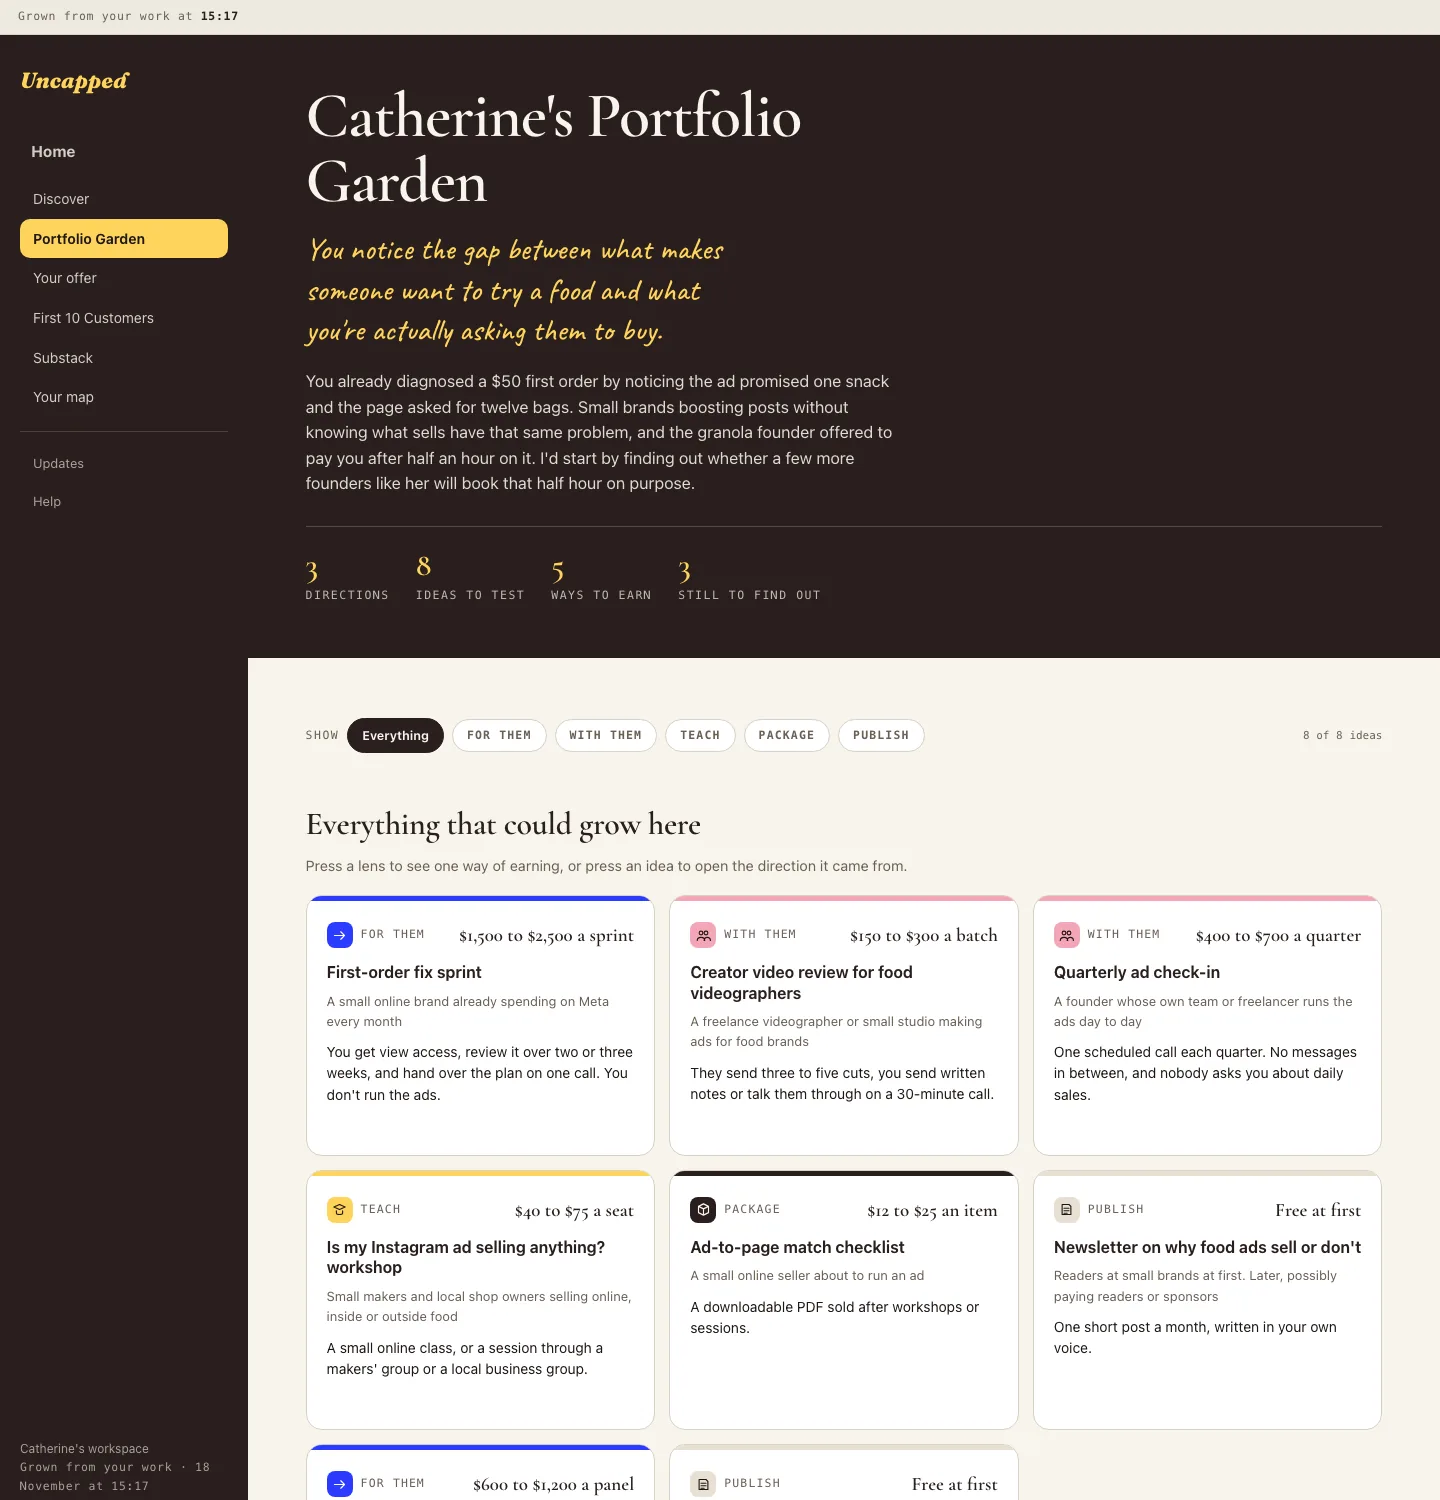 Grown from your work at 15:17
Uncapped
Home
Discover
Portfolio Garden
Your offer
First 10 Customers
Substack
Your map
Updates
Help
Catherine's workspace
Grown from your work · 18
November at 15:17
Catherine's Portfolio
Garden
You notice the gap between what makes
someone want to try a food and what
you're actually asking them to buy.
You already diagnosed a $50 first order by noticing the ad promised one snack
and the page asked for twelve bags. Small brands boosting posts without
knowing what sells have that same problem, and the granola founder offered to
pay you after half an hour on it. I'd start by finding out whether a few more
founders like her will book that half hour on purpose.
3
DIRECTIONS
8
IDEAS TO TEST
5
WAYS TO EARN
3
STILL TO FIND OUT
SHOW
Everything
FOR THEM
WITH THEM
TEACH
PACKAGE
PUBLISH
8 of 8 ideas
Everything that could grow here
Press a lens to see one way of earning, or press an idea to open the direction it came from.
FOR THEM
$1,500 to $2,500 a sprint
First-order fix sprint
A small online brand already spending on Meta
every month
You get view access, review it over two or three
weeks, and hand over the plan on one call. You
don't run the ads.
WITH THEM
$150 to $300 a batch
Creator video review for food
videographers
A freelance videographer or small studio making
ads for food brands
They send three to five cuts, you send written
notes or talk them through on a 30-minute call.
WITH THEM
$400 to $700 a quarter
Quarterly ad check-in
A founder whose own team or freelancer runs the
ads day to day
One scheduled call each quarter. No messages
in between, and nobody asks you about daily
sales.
TEACH
$40 to $75 a seat
Is my Instagram ad selling anything?
workshop
Small makers and local shop owners selling online,
inside or outside food
A small online class, or a session through a
makers' group or a local business group.
PACKAGE
$12 to $25 an item
Ad-to-page match checklist
A small online seller about to run an ad
A downloadable PDF sold after workshops or
sessions.
PUBLISH
Free at first
Newsletter on why food ads sell or don't
Readers at small brands at first. Later, possibly
paying readers or sponsors
One short post a month, written in your own
voice.
FOR THEM
$600 to $1,200 a panel
PUBLISH
Free at first